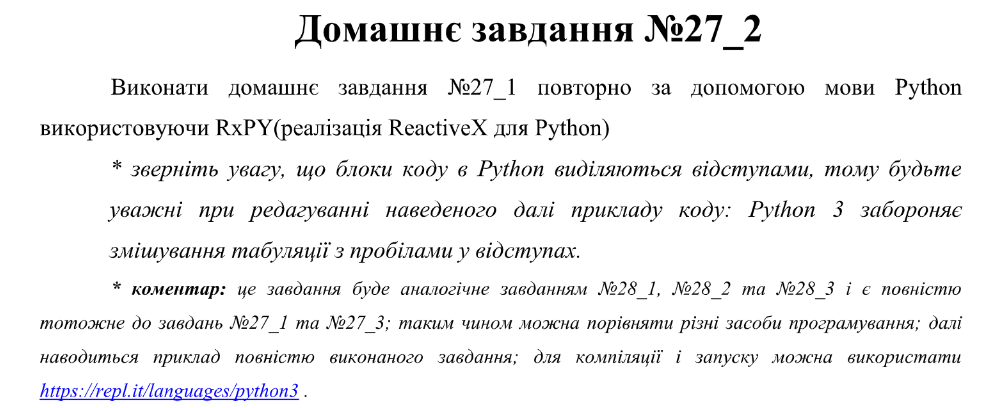 Домашнє завдання №27_2
Виконати домашнє завдання №27_1 повторно за допомогою мови Python
використовуючи RxPY(реалізація ReactiveX для Python)
* зверніть увагу, що блоки коду в Python виділяються відступами, тому будьте
уважні при редагуванні наведеного далі прикладу коду: Python 3 забороняє
змішування табуляції з пробілами у відступах.
* коментар: це завдання буде аналогічне завданням №28_1, №28_2 та №28_3 і є повністю
тотожне до завдань №27_1 та №27_3; таким чином можна порівняти різні засоби програмування; далі
наводиться приклад повністю виконаного завдання; для компіляції і запуску можна використати
https://repl.it/languages/python3 .